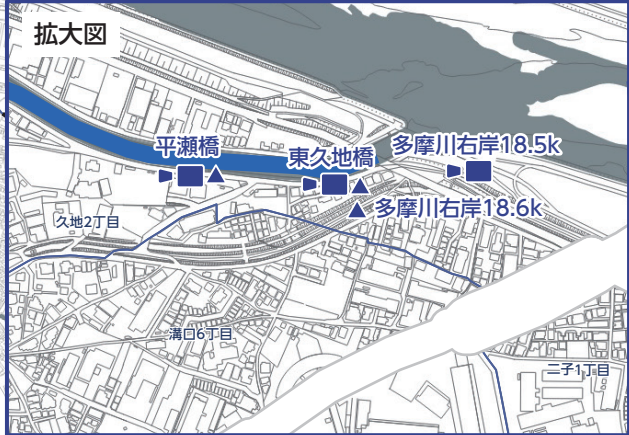 拡大図
平瀬橋
東久地橋
多摩川右岸18.5k
多摩川右岸18.6k
久地2丁目
溝口6丁目
二子1丁目